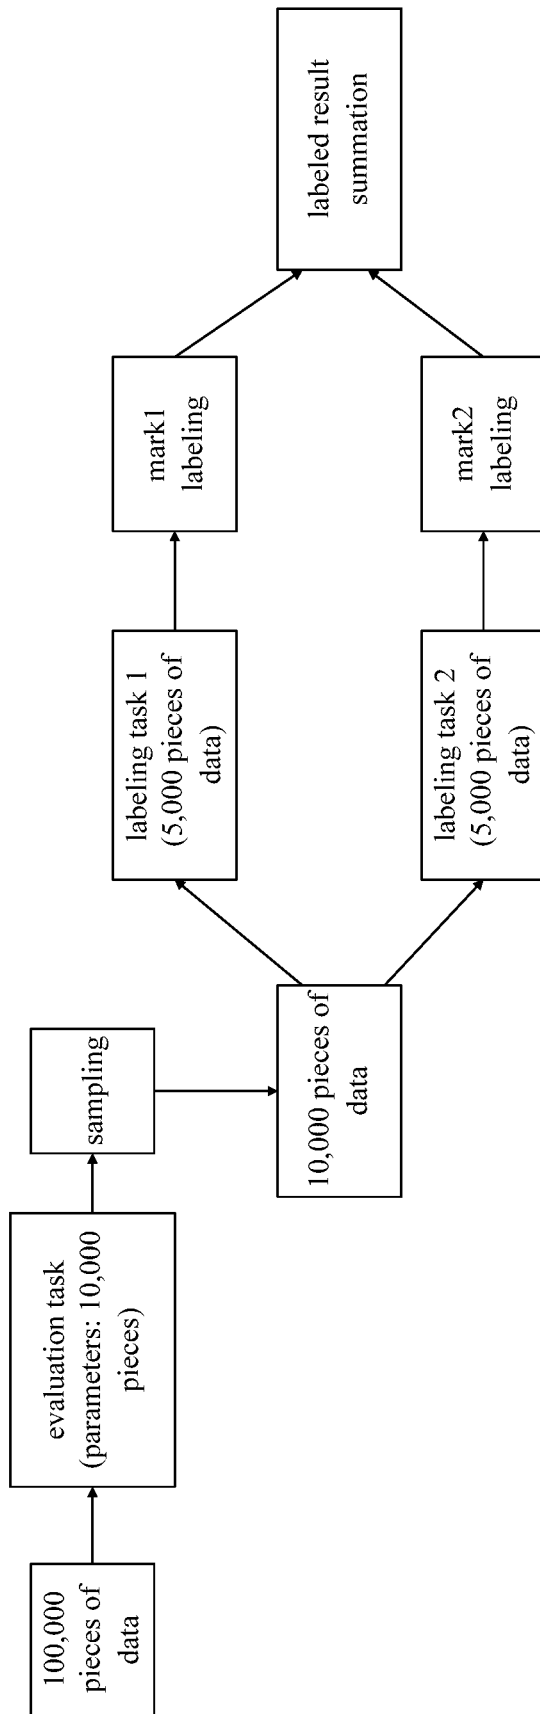 100,000
pieces of
data
evaluation task
(parameters: 10,000
pieces)
sampling
10,000 pieces of
data
labeling task 1
(5,000 pieces of
data)
mark1
labeling
labeling task 2
(5,000 pieces of
data)
mark2
labeling
labeled result
summation